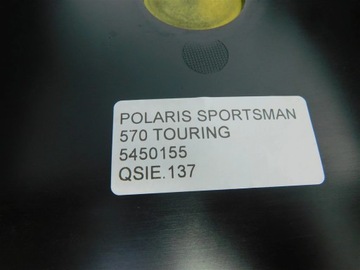 POLARIS SPORTSMAN
570 TOURING
5450155
QSIE.137